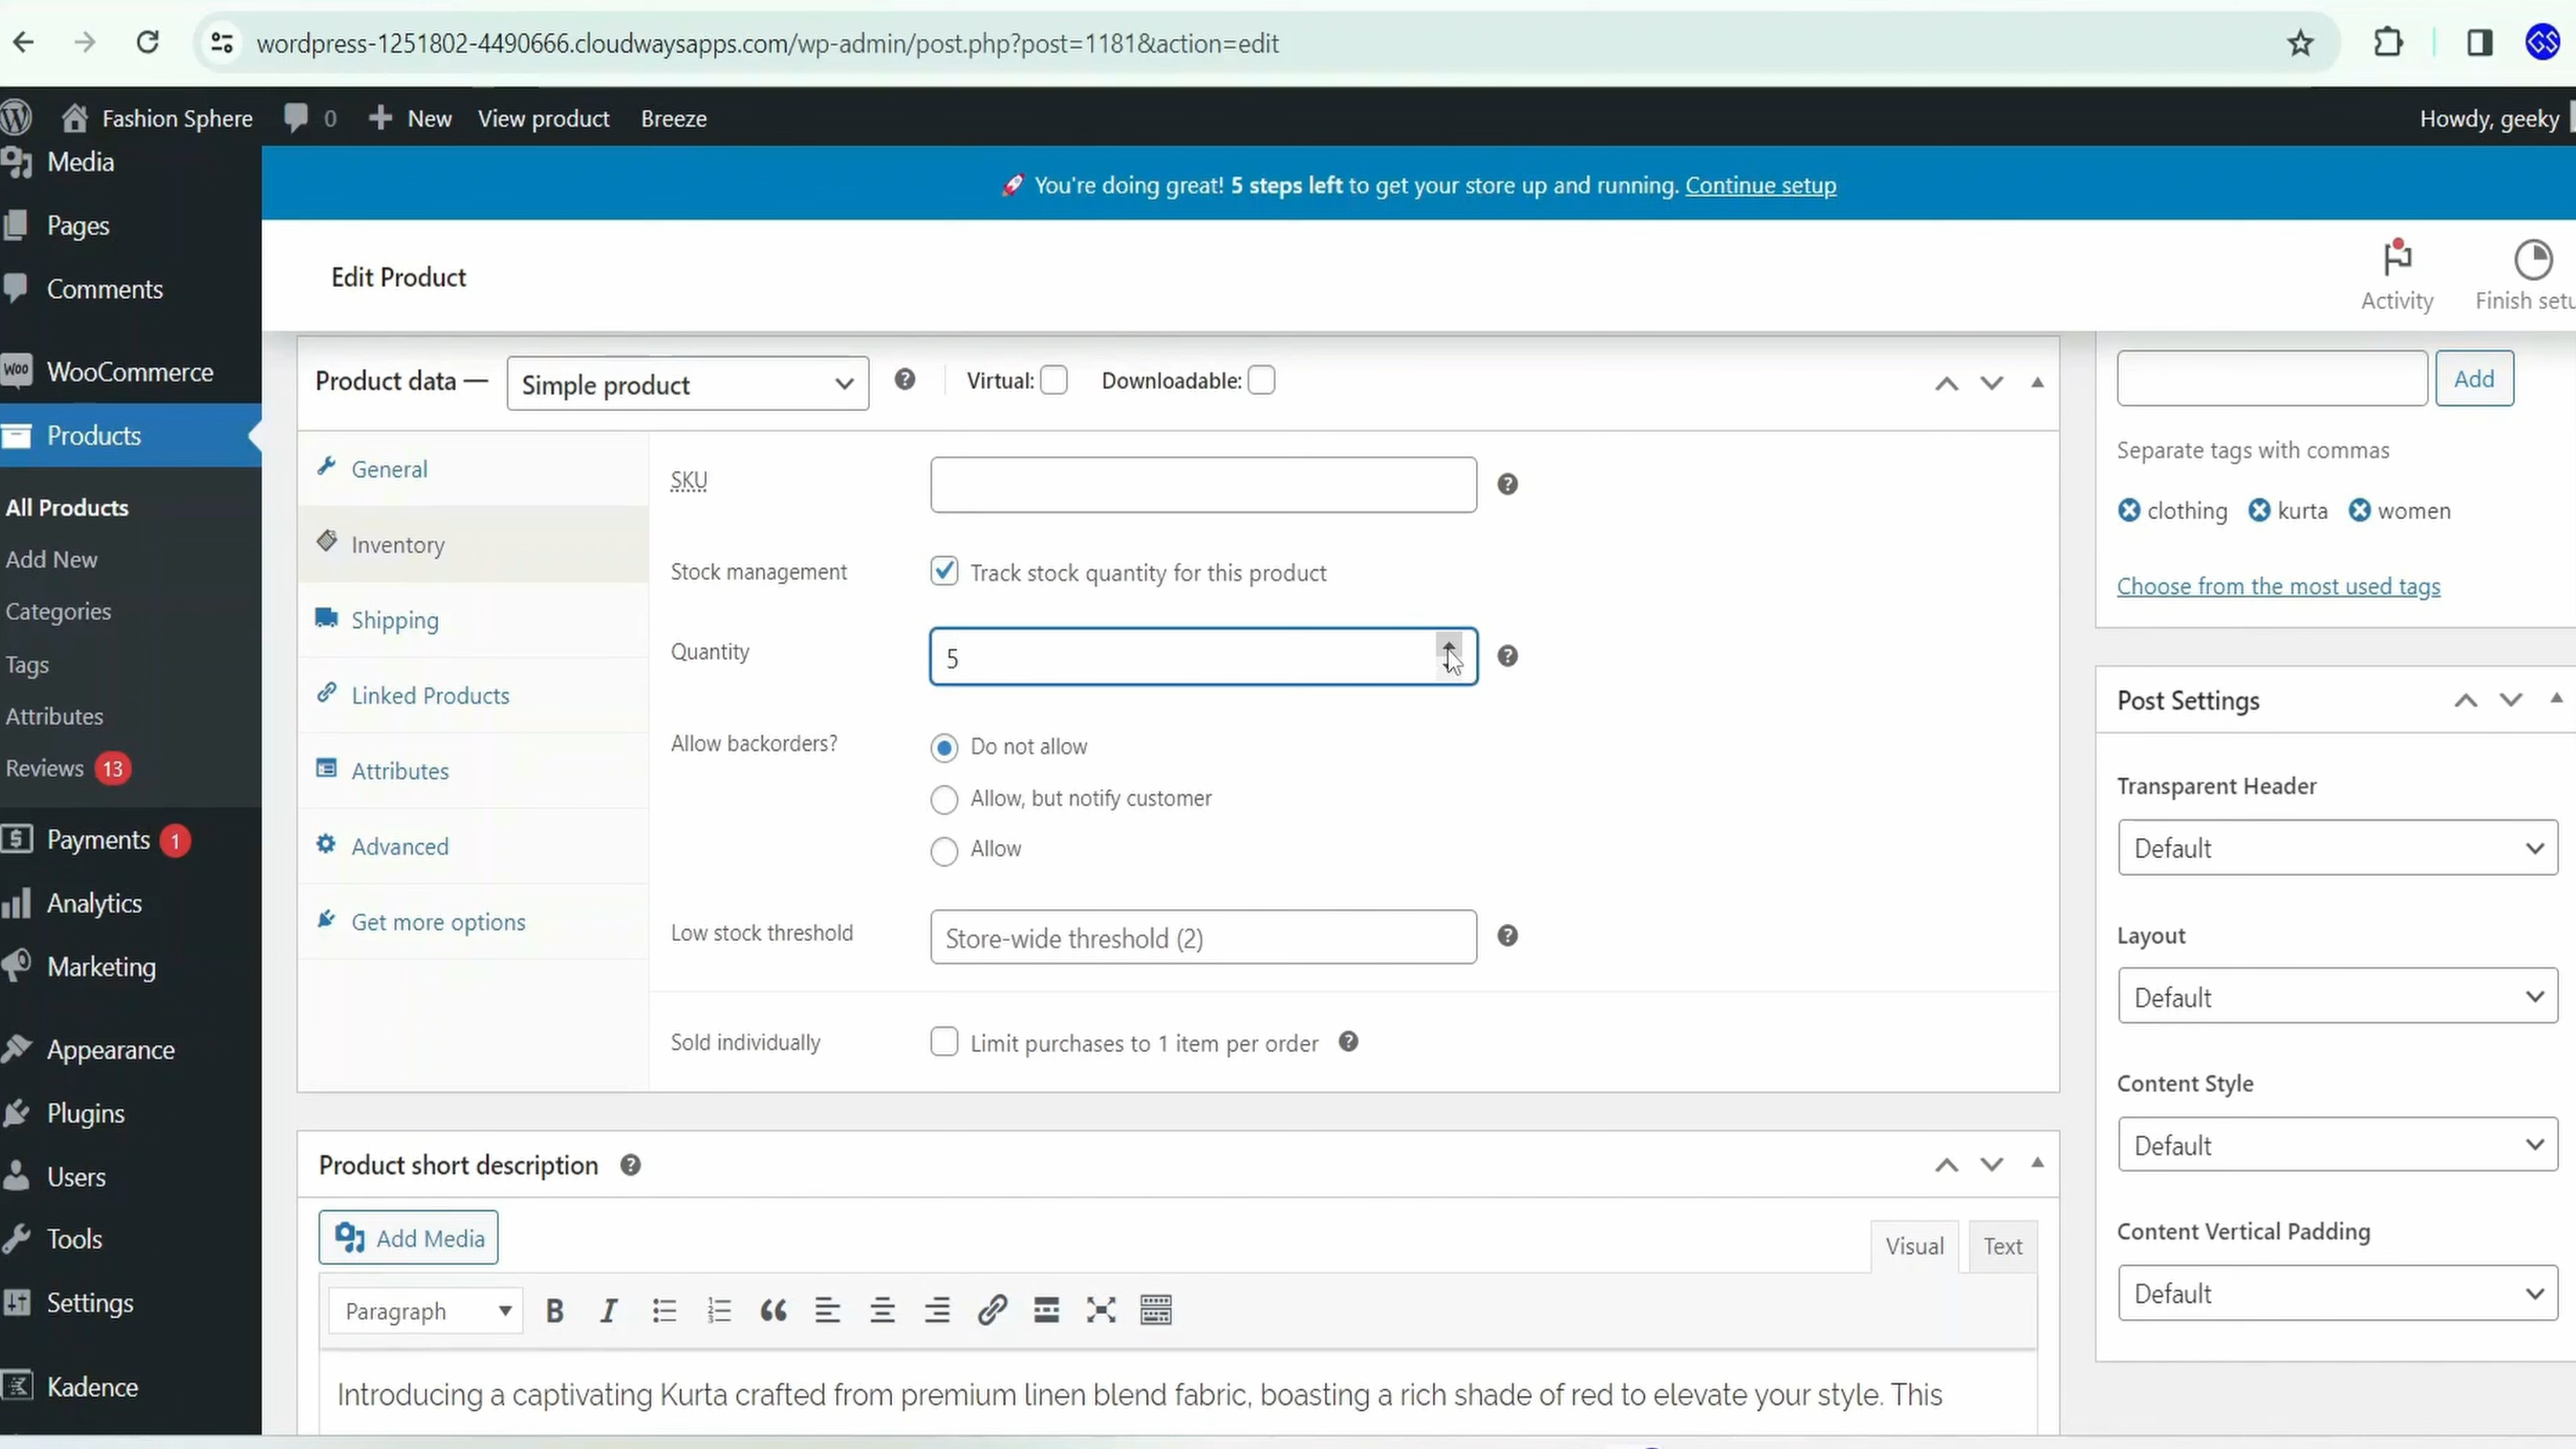 wordpress-1251802-4490666.cloudwaysapps.com/wp-admin/post.php?post=1181&action=edit
Fashion Sphere 0 New View product Breeze Howdy, geeky
Media
Pages
Comments
WooCommerce
Products
All Products
Add New
Categories
Tags
Attributes
Reviews 13
Payments 1
Analytics
Marketing
Appearance
Plugins
Users
Tools
Settings
Kadence
You're doing great! 5 steps left to get your store up and running. Continue setup
Edit Product
Activity
Finish setu
Product data — Simple product Virtual: Downloadable:
General
Inventory
Shipping
Linked Products
Attributes
Advanced
Get more options
SKU
Stock management Track stock quantity for this product
Quantity 5
Allow backorders? Do not allow
Allow, but notify customer
Allow
Low stock threshold Store-wide threshold (2)
Sold individually Limit purchases to 1 item per order
Product short description
Add Media
Visual Text
Paragraph
Introducing a captivating Kurta crafted from premium linen blend fabric, boasting a rich shade of red to elevate your style. This
Add
Separate tags with commas
clothing kurta women
Choose from the most used tags
Post Settings
Transparent Header
Default
Layout
Default
Content Style
Default
Content Vertical Padding
Default